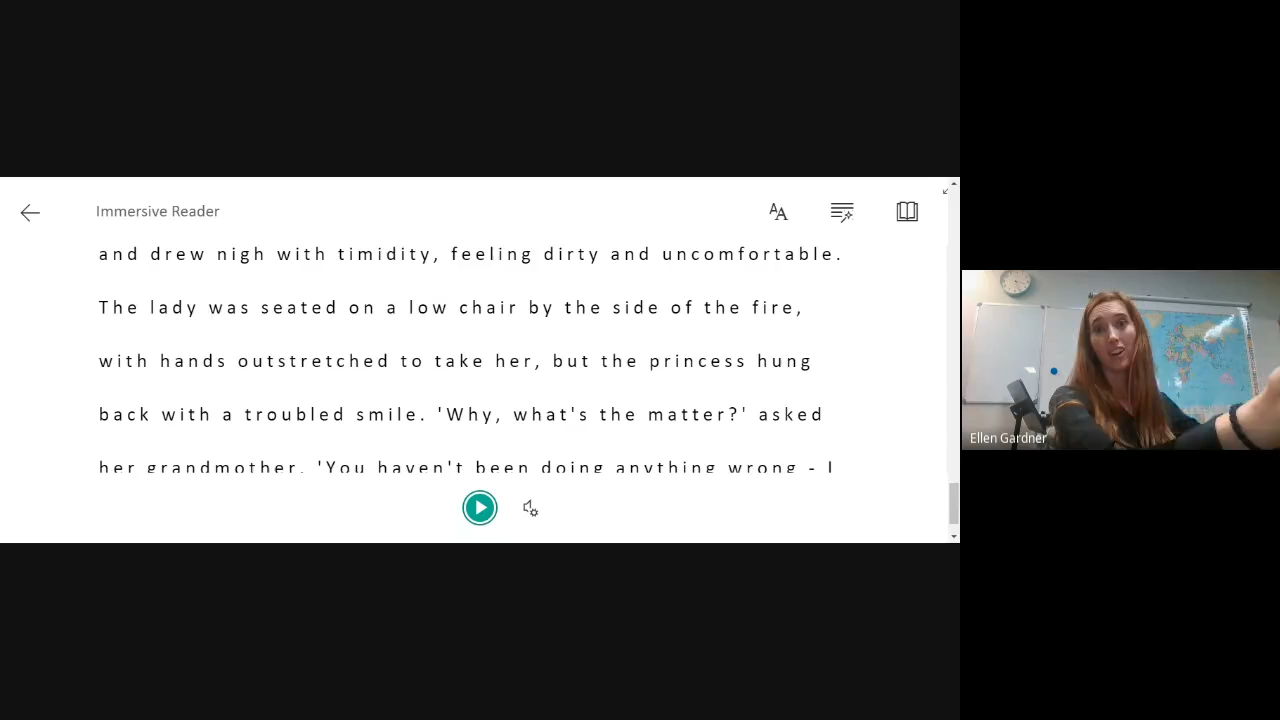 Immersive Reader
and drew nigh with timidity, feeling dirty and uncomfortable.
The lady was seated on a low chair by the side of the fire,
with hands outstretched to take her, but the princess hung
back with a troubled smile. 'Why, what's the matter?' asked
her grandmother. 'You haven't been doing anything wrong - I
Ellen Gardner